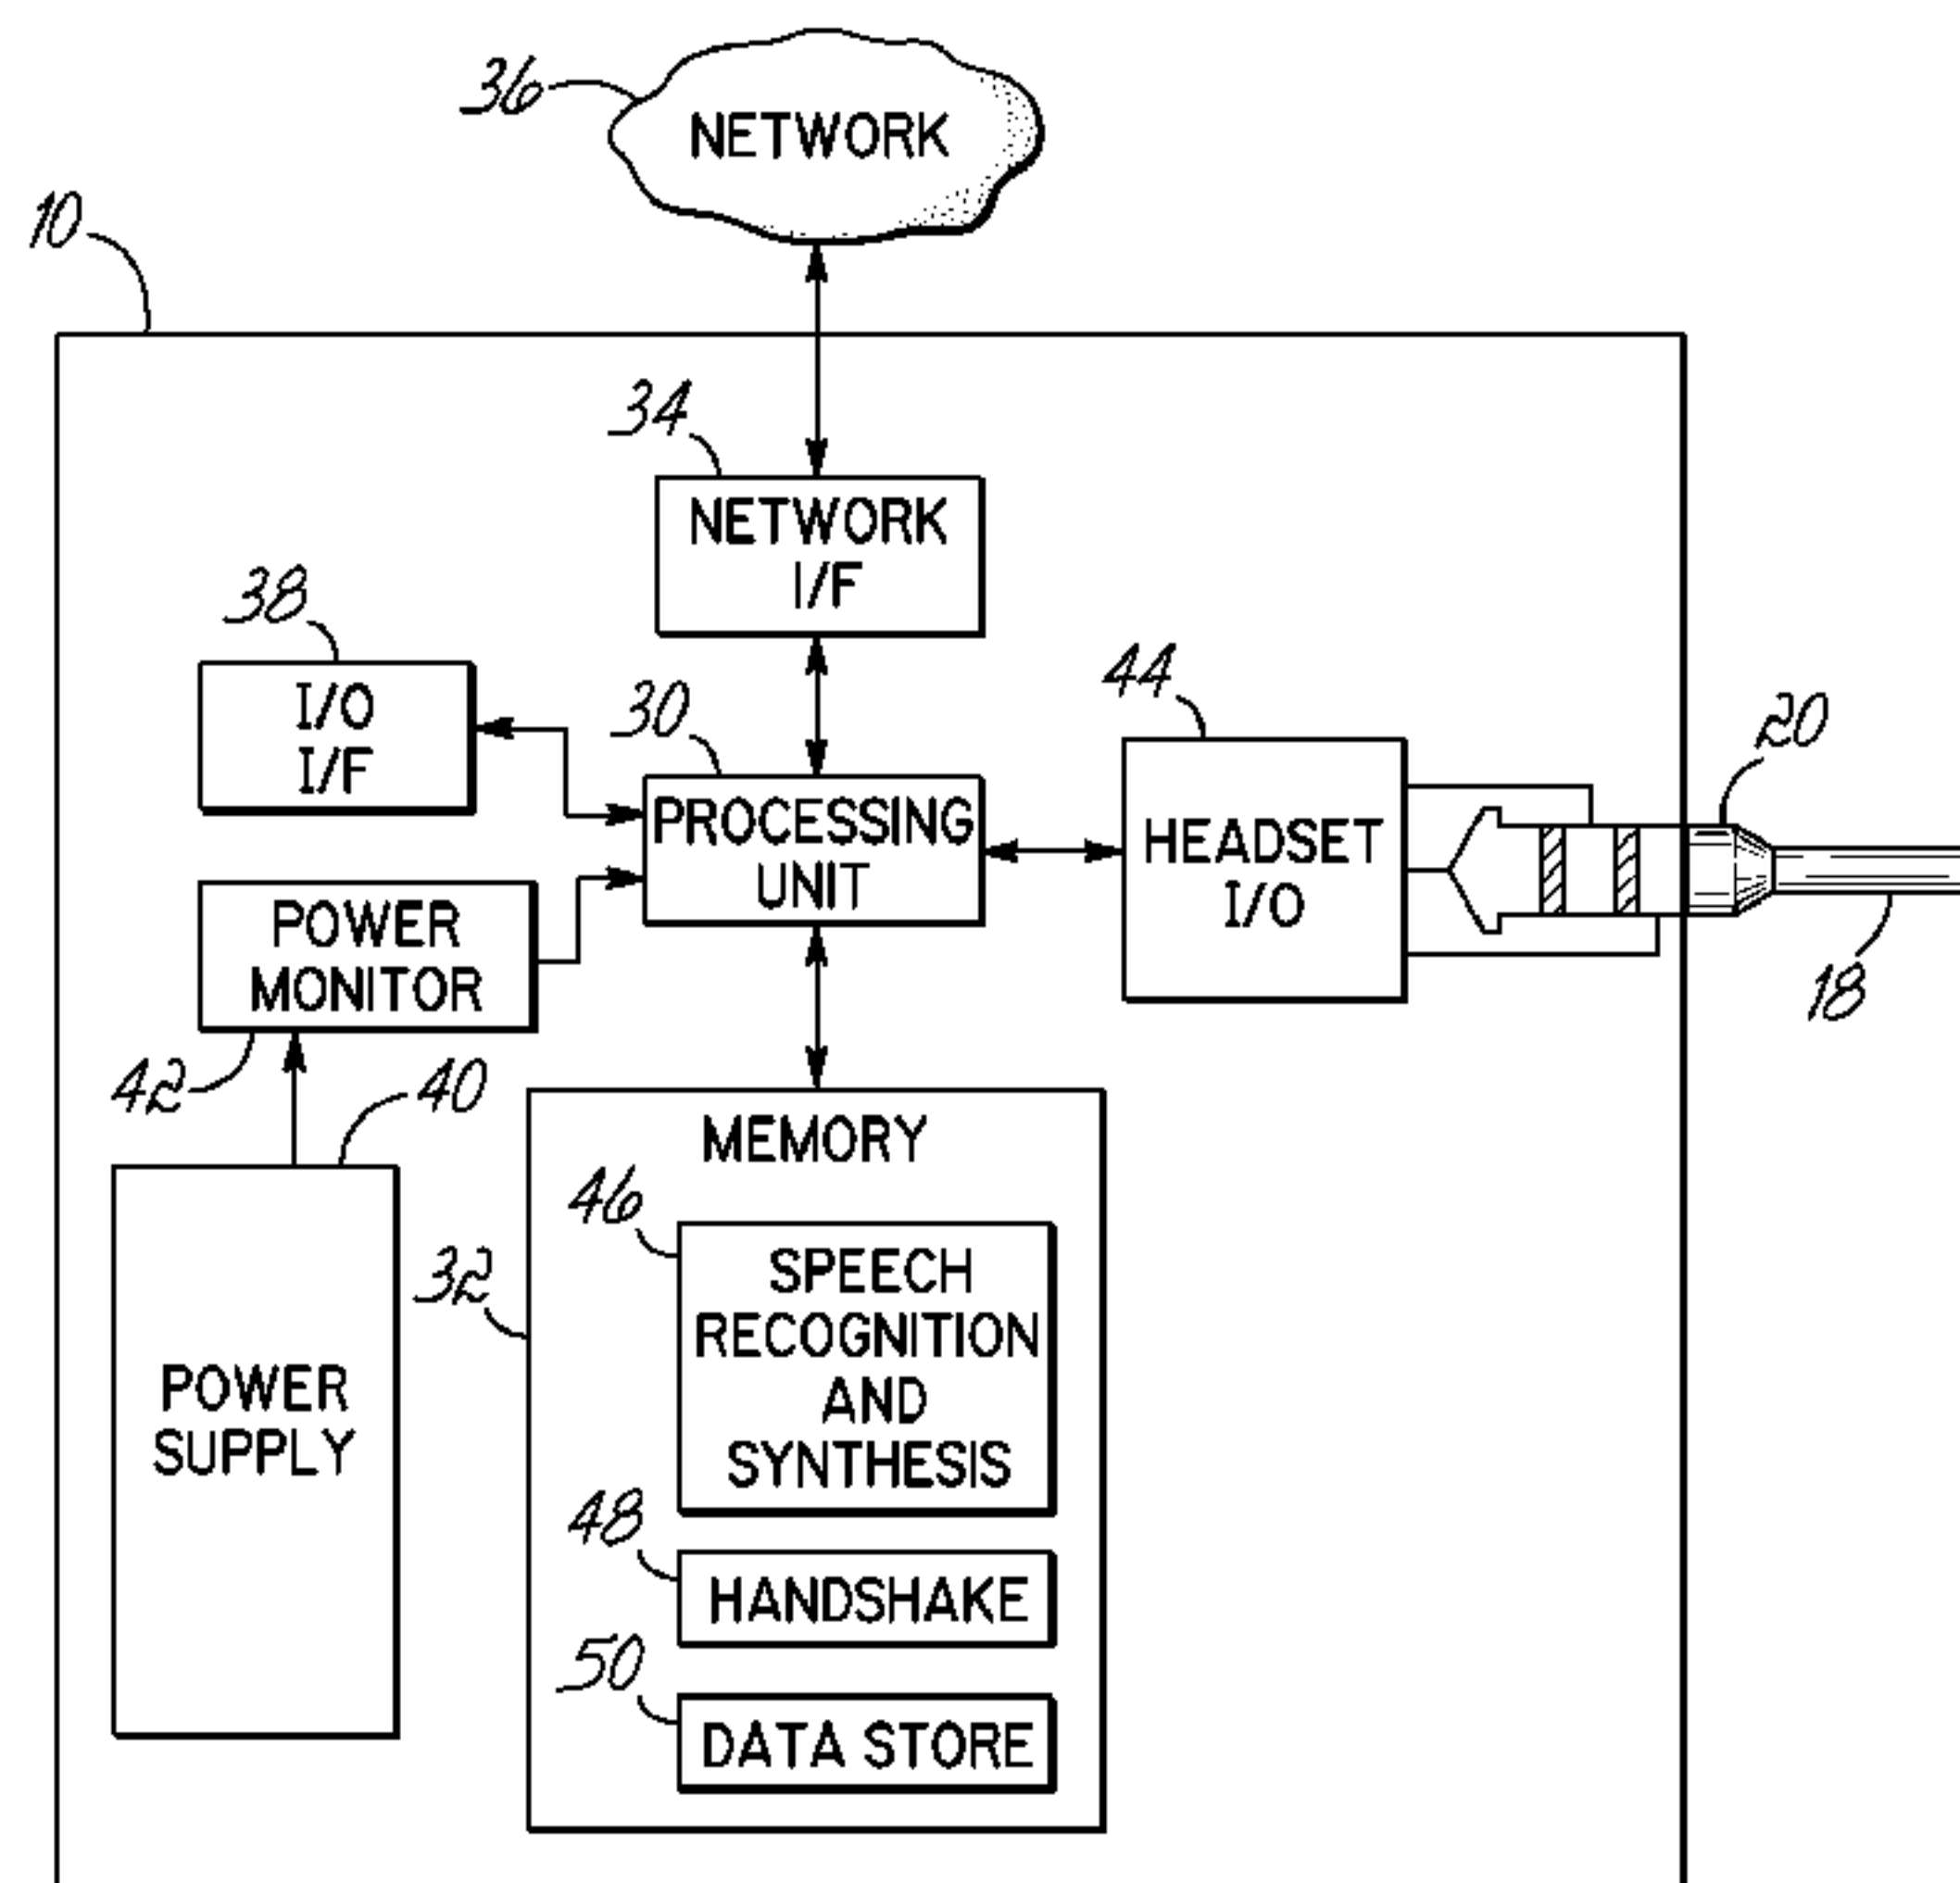 36
NETWORK
10
34
NETWORK
I/F
38
I/O
I/F
30
PROCESSING
UNIT
44
HEADSET
I/O
20
18
POWER
MONITOR
42
40
POWER
SUPPLY
32
MEMORY
46
SPEECH
RECOGNITION
AND
SYNTHESIS
48
HANDSHAKE
50
DATA STORE